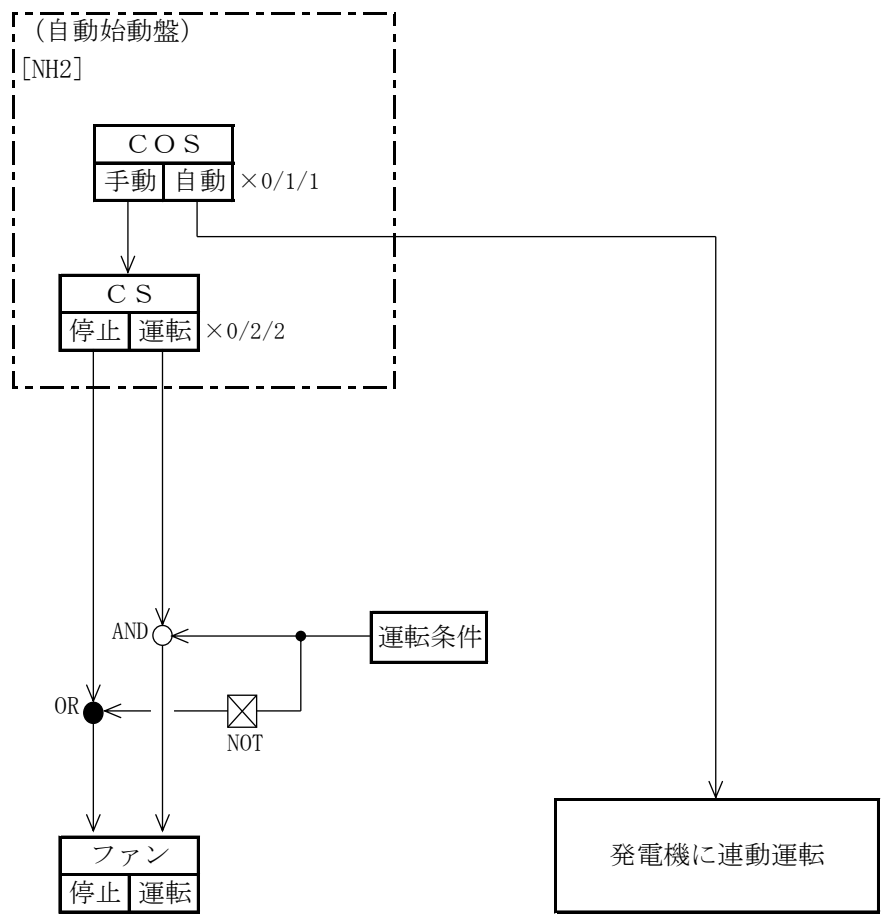 (自動始動盤)
[NH2]
ＣＯＳ
手動 自動 ×0/1/1
ＣＳ
停止 運転 ×0/2/2
AND
運転条件
OR
NOT
ファン
停止 運転
発電機に連動運転